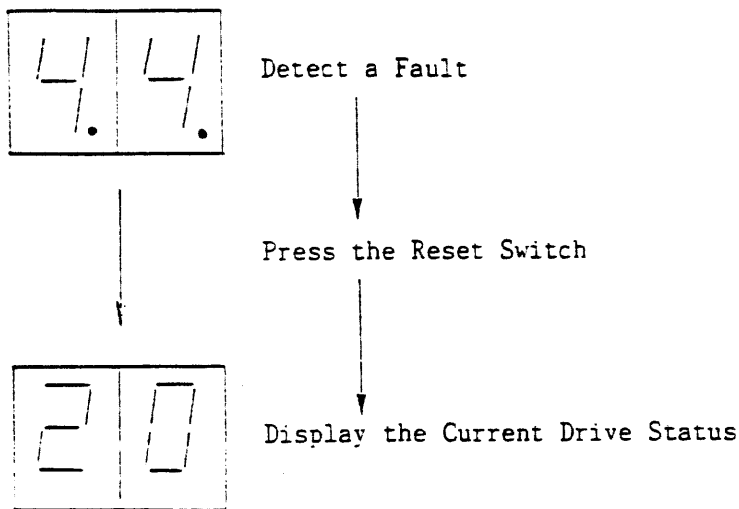 4.4.
Detect a Fault
Press the Reset Switch
20
Display the Current Drive Status